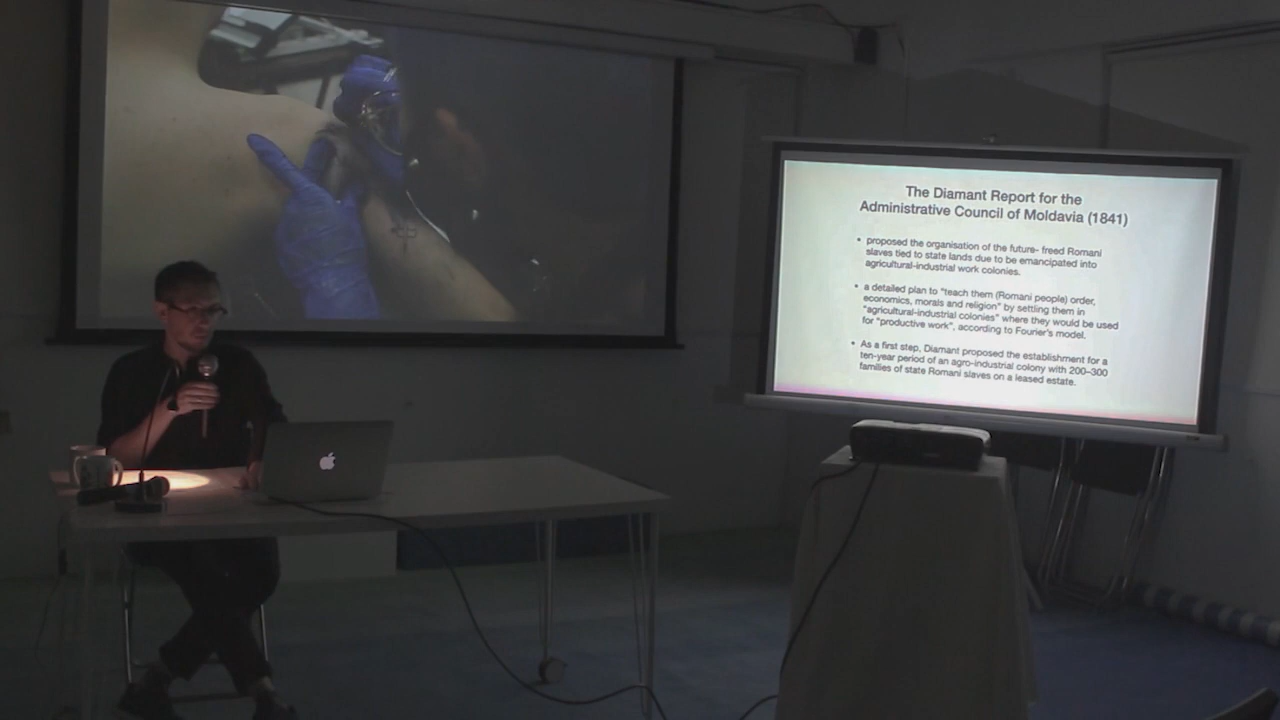 The Diamant Report for the
Administrative Council of Moldavia (1841)
• proposed the organisation of the future- freed Romani
slaves tied to state lands due to be emancipated into
agricultural-industrial work colonies.
• a detailed plan to “teach them (Romani people) order,
economics, morals and religion” by settling them in
“agricultural-industrial colonies” where they would be used
for “productive work”, according to Fourier's model.
• As a first step, Diamant proposed the establishment for a
ten-year period of an agro-industrial colony with 200–300
families of state Romani slaves on a leased estate.